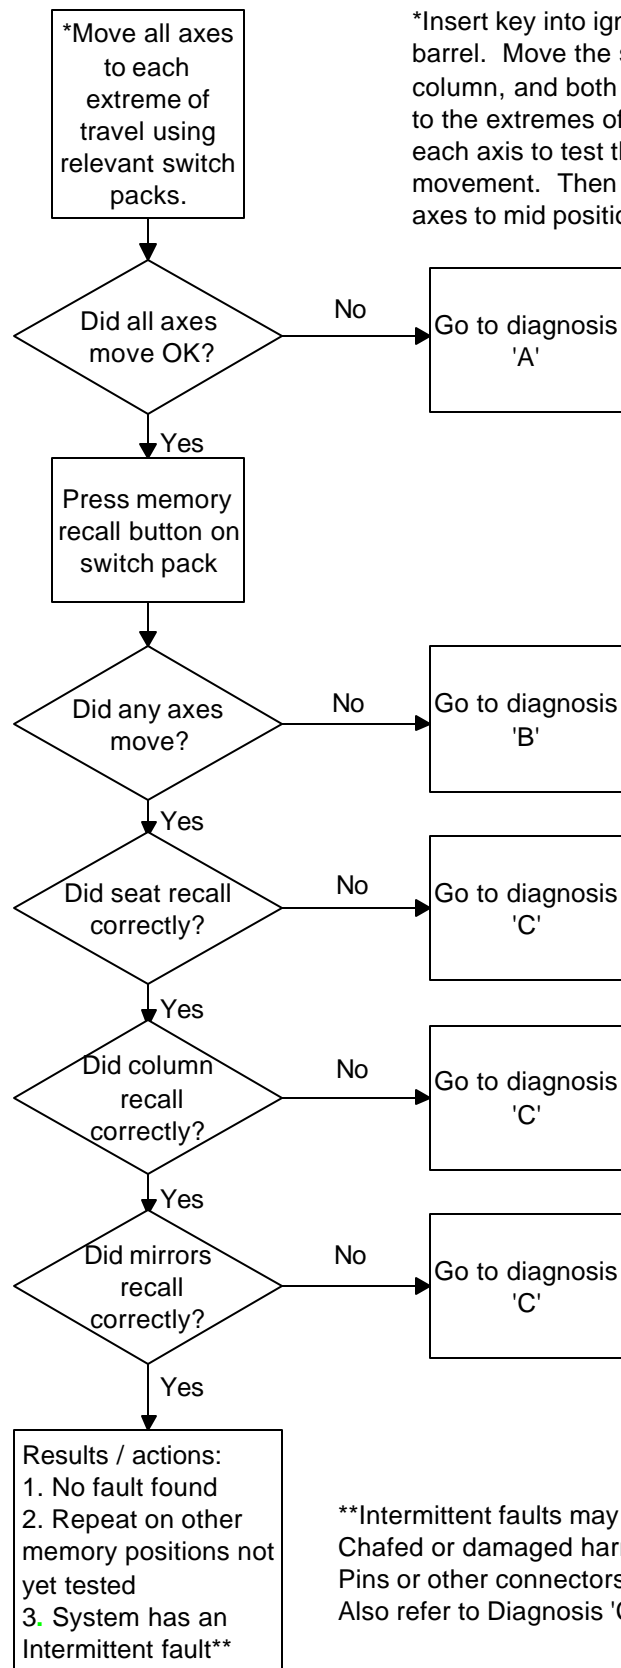 *Move all axes
to each
extreme of
travel using
relevant switch
packs.
*Insert key into
barrel. Move the
column, and both
to the extremes of
each axis to test
movement. Then
axes to mid
Did all axes
move OK?
No
Go to diagnosis
'A'
Yes
Press memory
recall button on
switch pack
Did any axes
move?
No
Go to diagnosis
'B'
Yes
Did seat recall
correctly?
No
Go to diagnosis
'C'
Yes
Did column
recall
correctly?
No
Go to diagnosis
'C'
Yes
Did mirrors
recall
correctly?
No
Go to diagnosis
'C'
Yes
Results / actions:
1. No fault found
2. Repeat on other
memory positions not
yet tested
3. System has an
Intermittent fault**
**Intermittent faults may
Chafed or damaged
Pins or other connectors
Also refer to Diagnosis